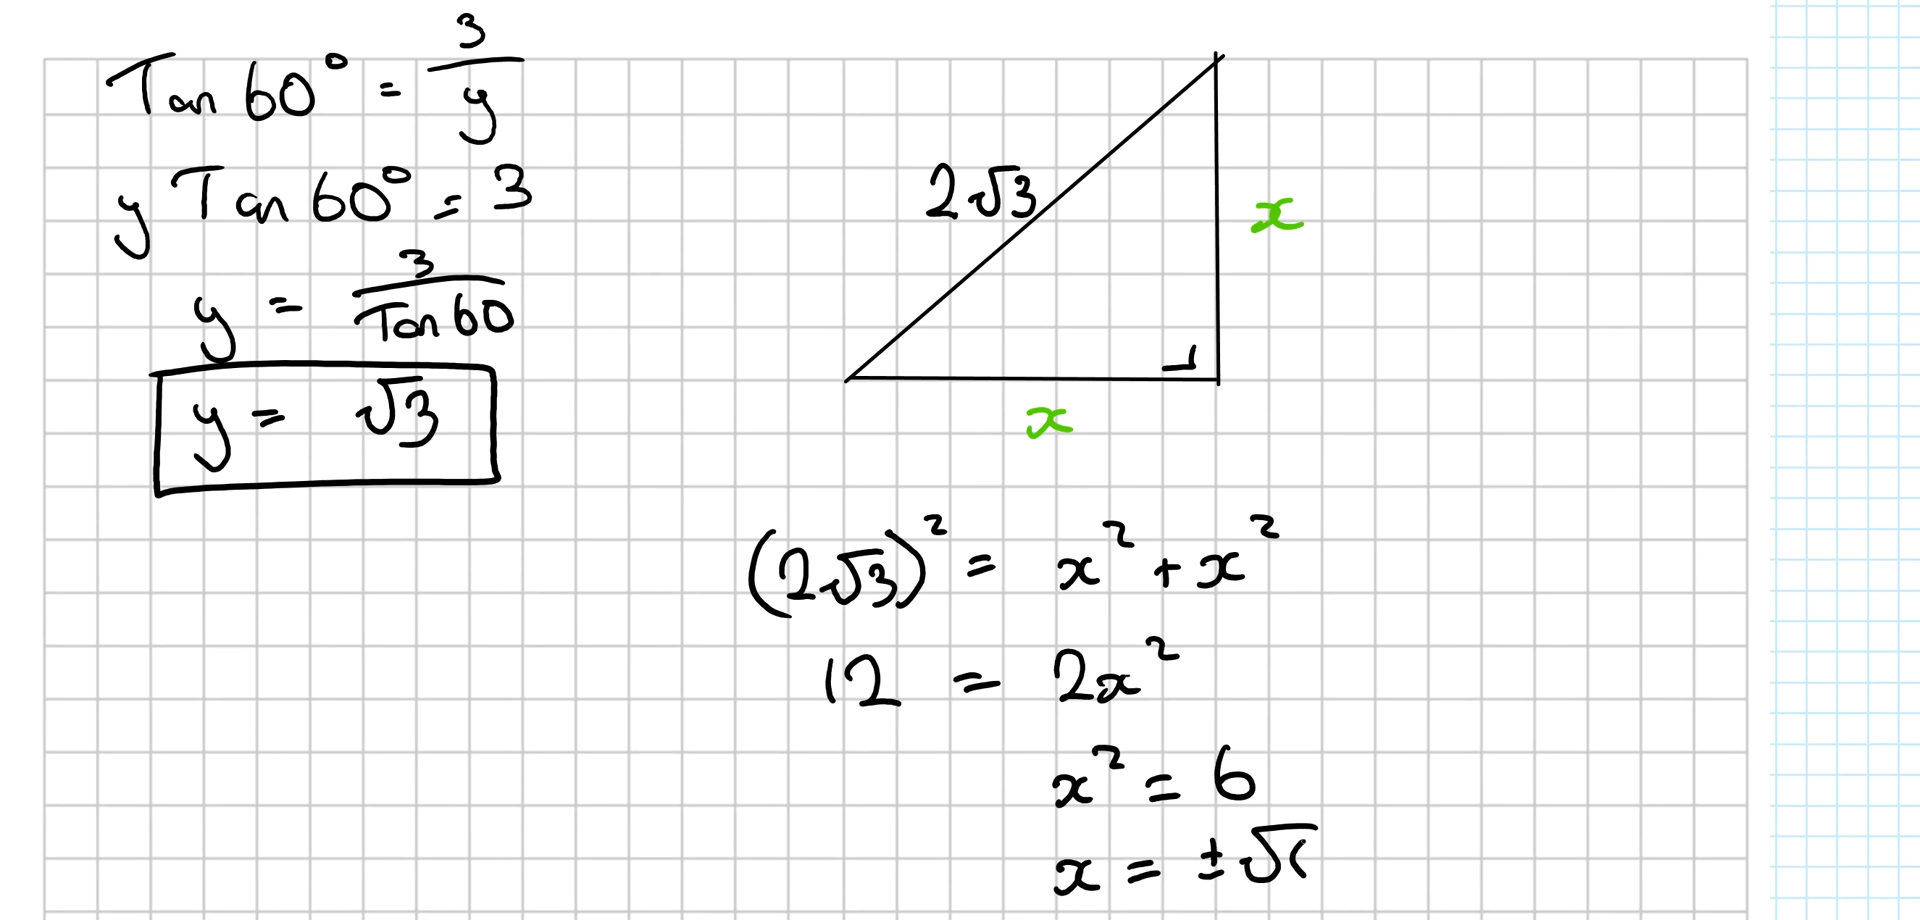 Tan 60° = 3/y
y Tan 60° = 3
y = 3/Tan 60
y = √3
2√3
x
x
(2√3)² = x² + x²
12 = 2x²
x² = 6
x = ±√